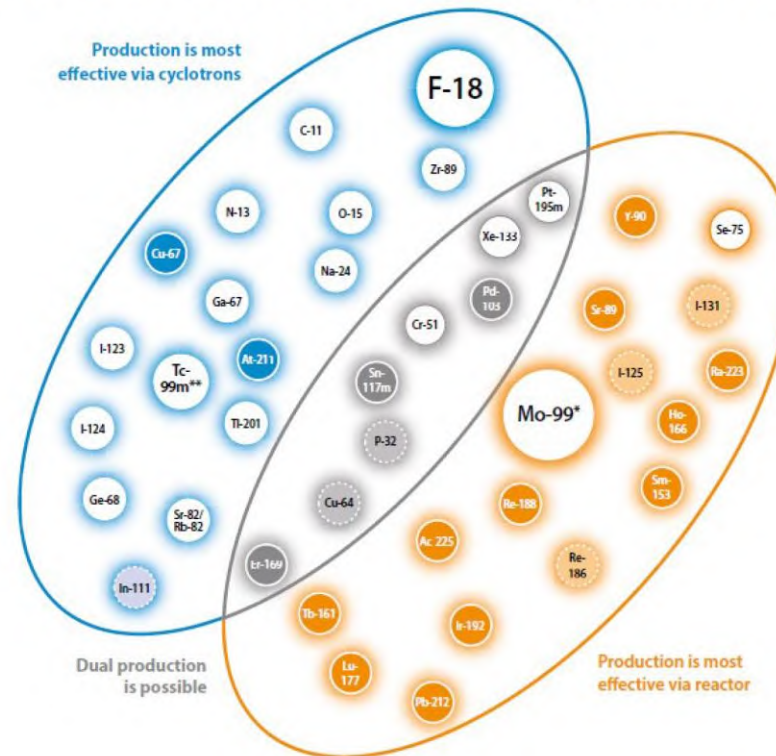 Production is most
effective via cyclotrons
F-18
C-11
Zr-89
Pt-
195m
N-13
O-15
Y-90
Se-75
Xe-133
Cu-67
Na-24
Pd-
103
Ga-67
Sr-89
I-131
Cr-51
I-123
At-211
Tc-
99m**
Sn-
117m
I-125
Ra-223
Mo-99*
Ho-
166
I-124
Tl-201
P-32
Sm-
153
Ge-68
Sr-82/
Rb-82
Cu-64
Re-188
Ac 225
Re-
186
In-111
Er-169
Tb-161
Ir-192
Dual production
is possible
Lu-
177
Pb-212
Production is most
effective via reactor